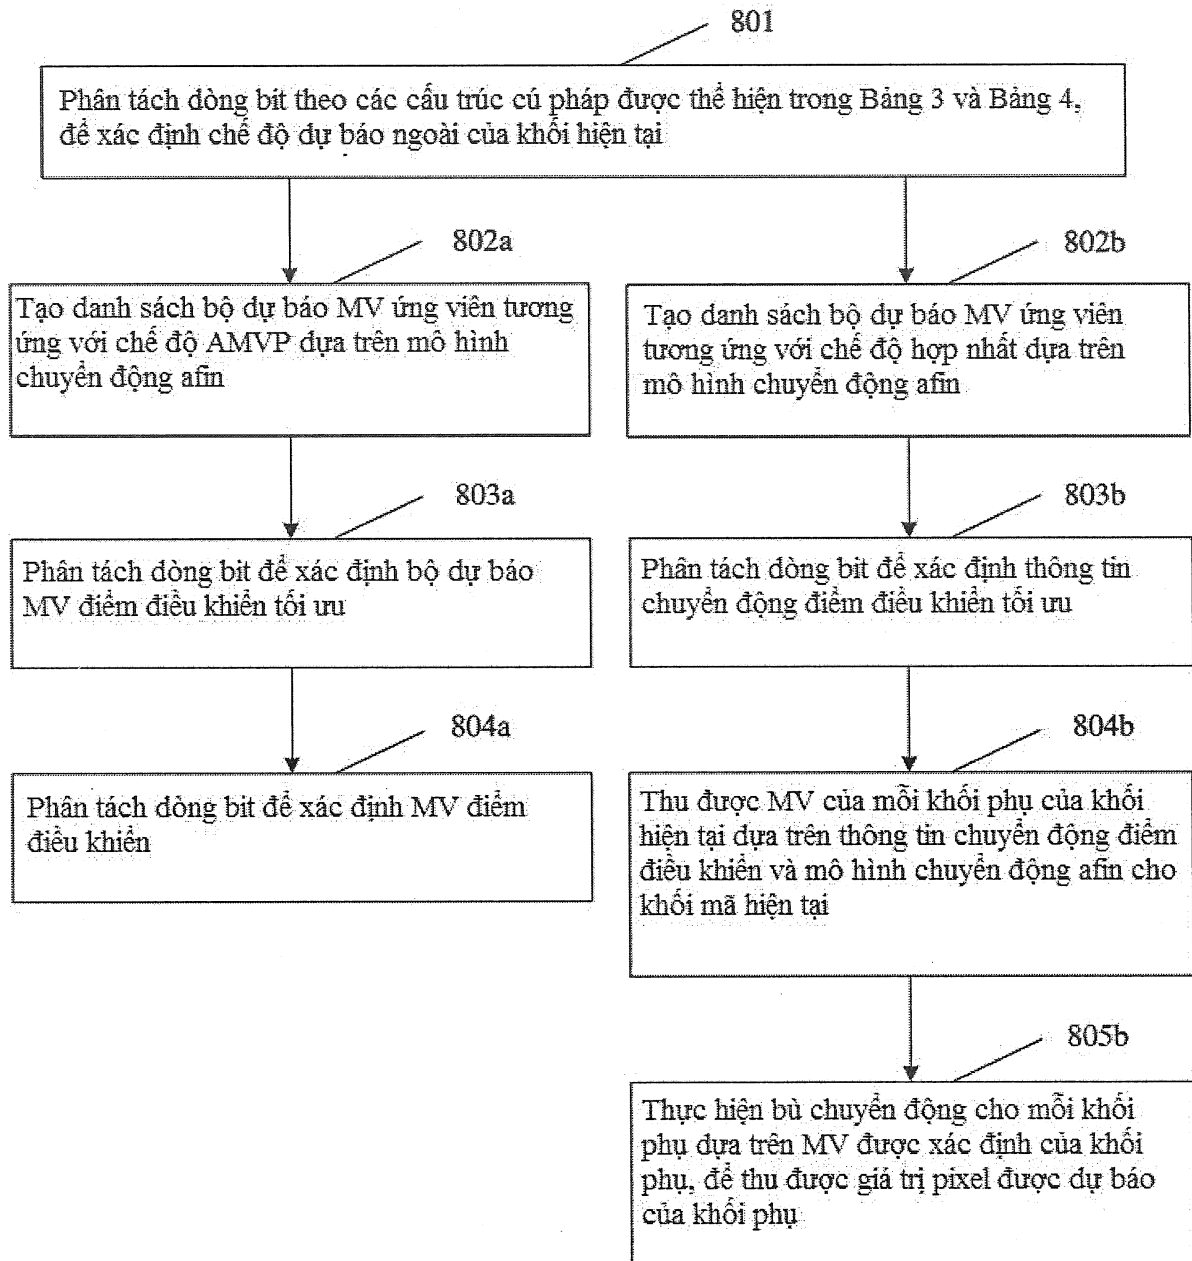 801
Phân tách dòng bit theo các cấu trúc cú pháp được thể hiện trong Bảng 3 và Bảng 4,
để xác định chế độ dự báo ngoài của khối hiện tại
802a
802b
Tạo danh sách bộ dự báo MV ứng viên tương
ứng với chế độ AMVP dựa trên mô hình
chuyển động afin
Tạo danh sách bộ dự báo MV ứng viên
tương ứng với chế độ hợp nhất dựa trên
mô hình chuyển động afin
803a
803b
Phân tách dòng bit để xác định bộ dự bảo
MV điểm điều khiển tối ưu
Phân tách dòng bit để xác định thông tin
chuyển động điểm điều khiển tối ưu
804a
804b
Phân tách dòng bit để xác định MV điểm
điều khiển
Thu được MV của mỗi khối phụ của khối
hiện tại dựa trên thông tin chuyển động điểm
điều khiển và mô hình chuyển động afin cho
khối mã hiện tại
805b
Thực hiện bù chuyển động cho mỗi khối
phụ dựa trên MV được xác định của khối
phụ, để thu được giá trị pixel được dự báo
của khối phụ